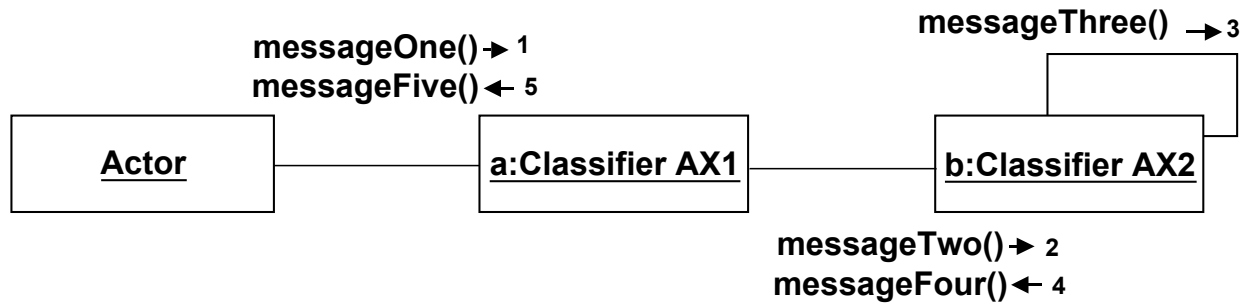 messageThree() 3
messageOne() 1
messageFive() 5
Actor
a:Classifier AX1
b:Classifier AX2
messageTwo() 2
messageFour() 4